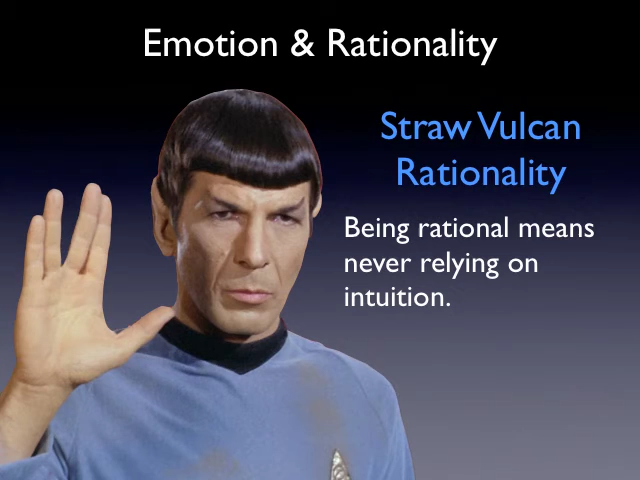 Emotion & Rationality
Straw Vulcan
Rationality
Being rational means
never relying on
intuition.